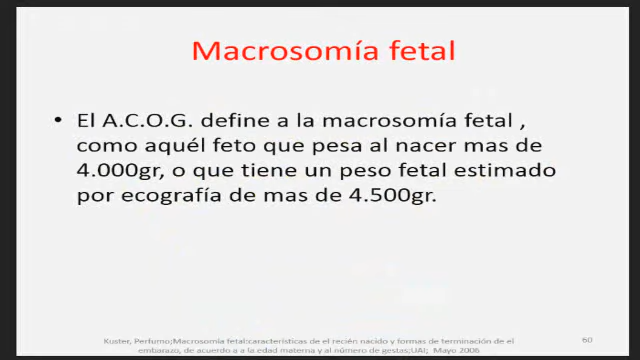 Macrosomía fetal
• El A.C.O.G. define a la macrosomía fetal ,
como aquél feto que pesa al nacer mas de
4.000gr, o que tiene un peso fetal estimado
por ecografía de mas de 4.500gr.
Kuster, Perfumo;Macrosomía fetal:características de el recién nacido y formas de terminación de el
embarazo, de acuerdo a a la edad materna y al número de gestas;UAI; Mayo 2006
60